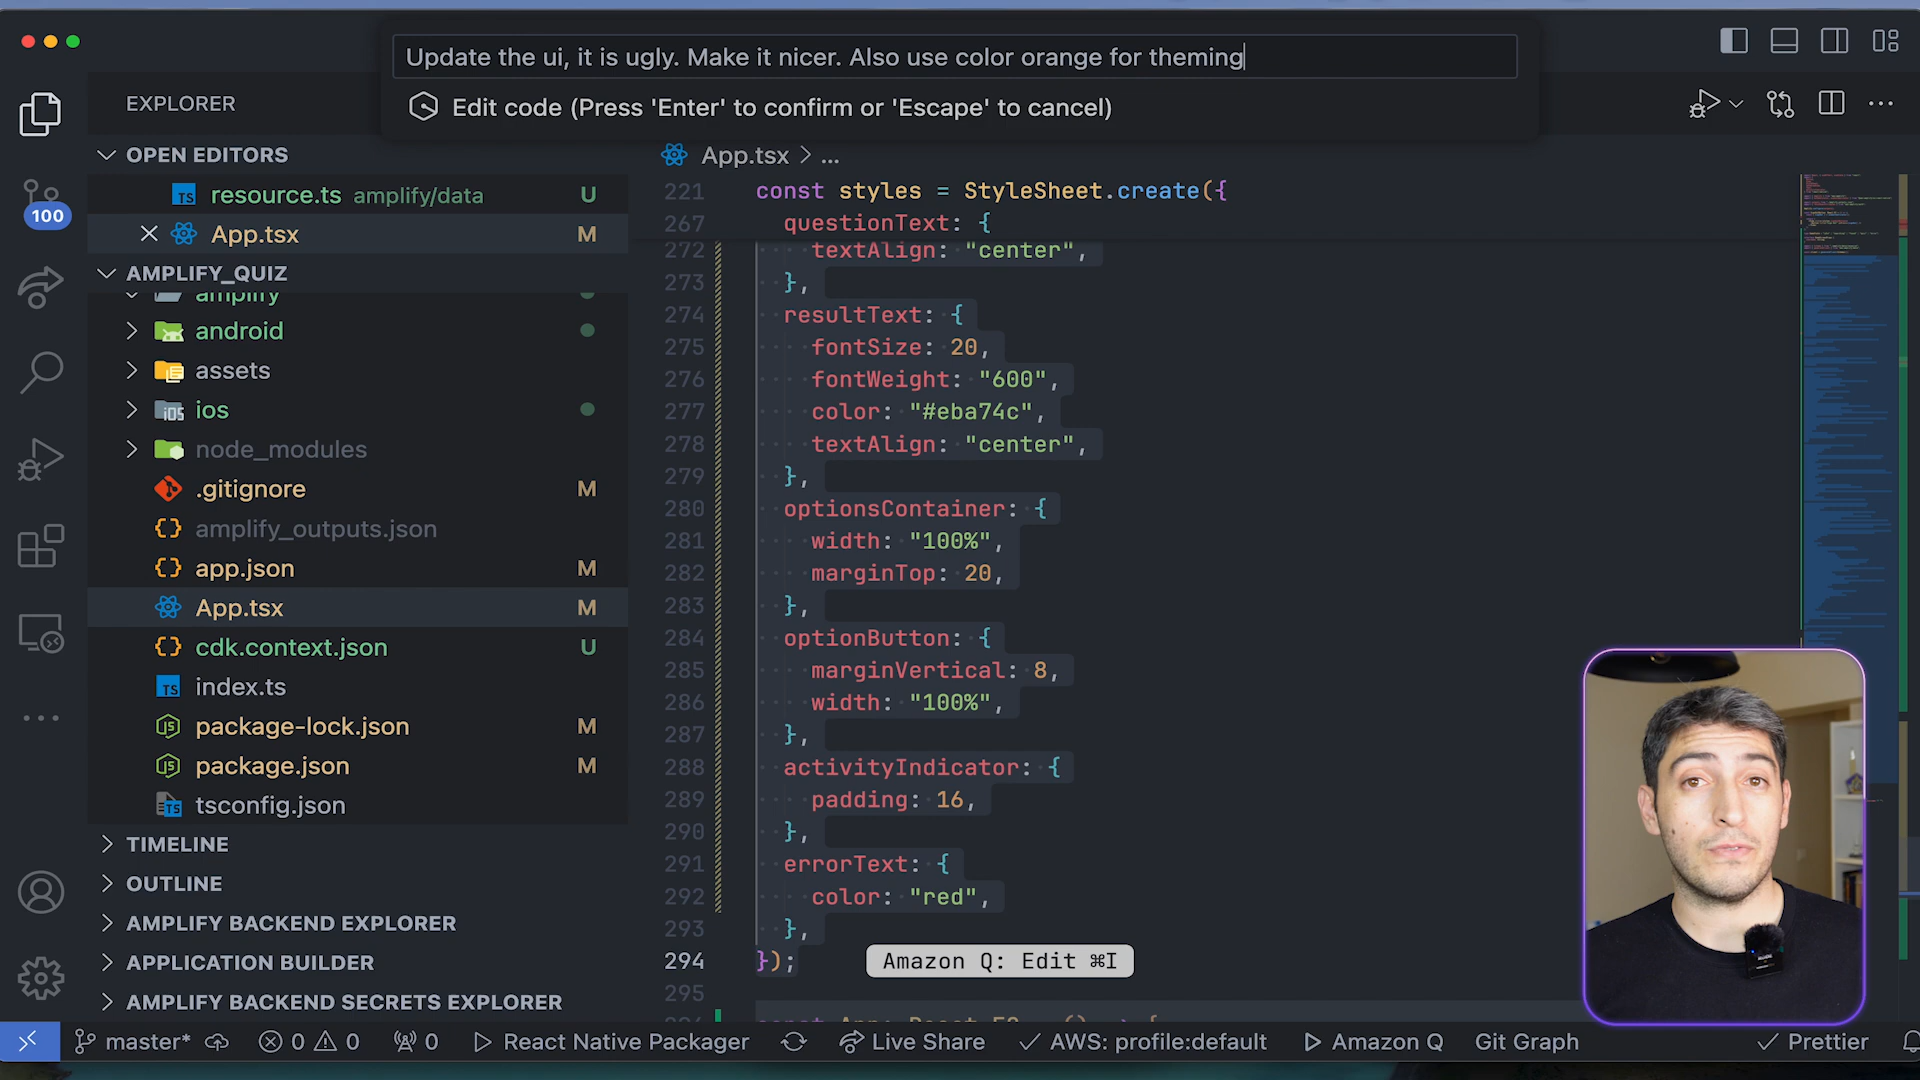 Update the ui, it is ugly. Make it nicer. Also use color orange for theming
Edit code (Press 'Enter' to confirm or 'Escape' to cancel)
EXPLORER
OPEN EDITORS
resource.ts amplify/data U
App.tsx M
AMPLIFY_QUIZ
amplify
android
assets
ios
node_modules
.gitignore M
amplify_outputs.json
app.json M
App.tsx M
cdk.context.json U
index.ts
package-lock.json M
package.json M
tsconfig.json
TIMELINE
OUTLINE
AMPLIFY BACKEND EXPLORER
APPLICATION BUILDER
AMPLIFY BACKEND SECRETS EXPLORER
100
App.tsx > ...
221 const styles = StyleSheet.create({
267 questionText: {
272 textAlign: "center",
273 },
274 resultText: {
275 fontSize: 20,
276 fontWeight: "600",
277 color: "#eba74c",
278 textAlign: "center",
279 },
280 optionsContainer: {
281 width: "100%",
282 marginTop: 20,
283 },
284 optionButton: {
285 marginVertical: 8,
286 width: "100%",
287 },
288 activityIndicator: {
289 padding: 16,
290 },
291 errorText: {
292 color: "red",
293 },
294 });
Amazon Q: Edit ⌘I
295
master* 0 0 0 React Native Packager Live Share AWS: profile:default Amazon Q Git Graph Prettier